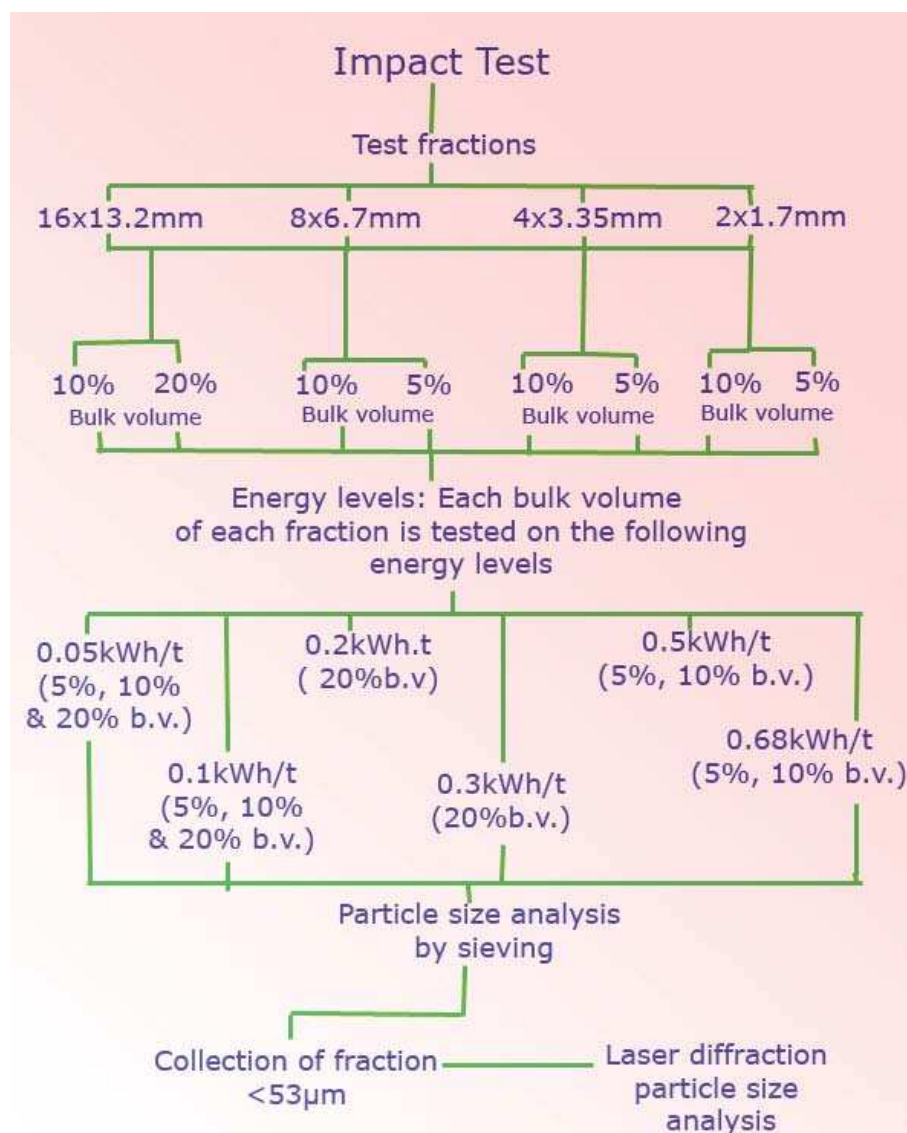 Impact Test
Test fractions
16x13.2mm
8x6.7mm
4x3.35mm
2x1.7mm
10%
20%
Bulk volume
10%
5%
Bulk volume
10%
5%
Bulk volume
10%
5%
Bulk volume
Energy levels: Each bulk volume
of each fraction is tested on the following
energy levels
0.05kWh/t
(5%, 10%
& 20% b.v.)
0.1kWh/t
(5%, 10%
& 20% b.v.)
0.2kWh.t
( 20%b.v)
0.3kWh/t
(20%b.v.)
0.5kWh/t
(5%, 10% b.v.)
0.68kWh/t
(5%, 10% b.v.)
Particle size analysis
by sieving
Collection of fraction
<53µm
Laser diffraction
particle size
analysis